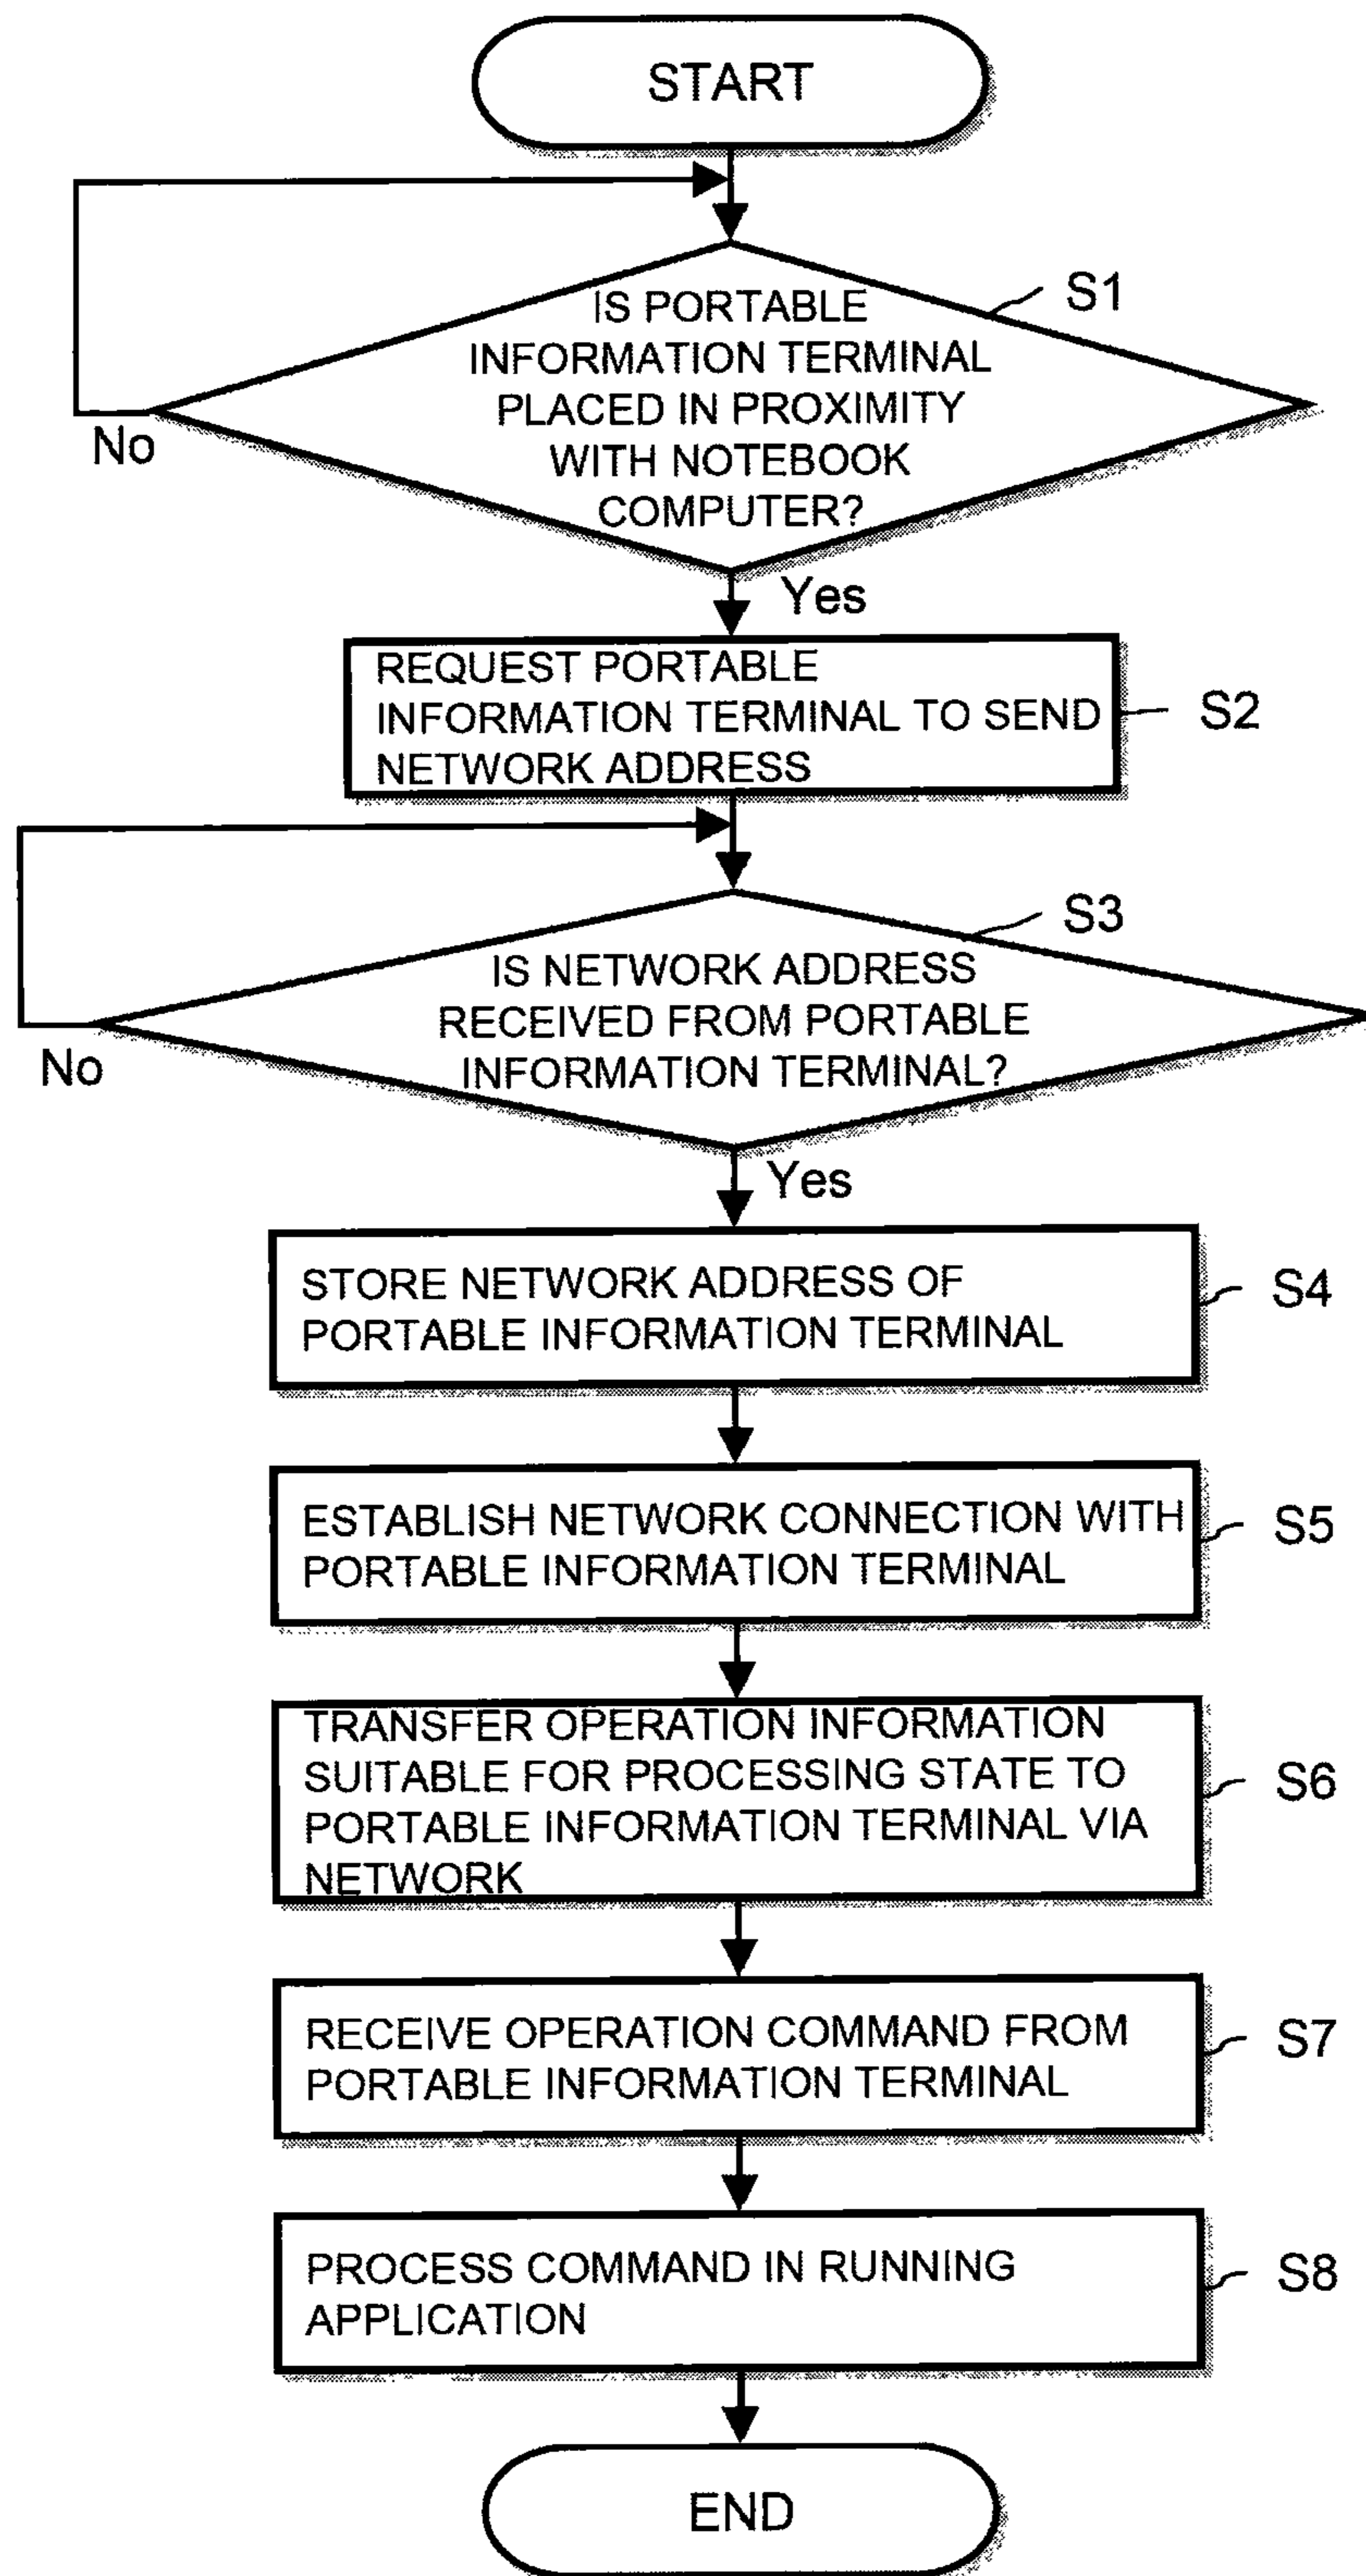 START
IS PORTABLE
INFORMATION TERMINAL
PLACED IN PROXIMITY
WITH NOTEBOOK
COMPUTER?
S1
No
Yes
REQUEST PORTABLE
INFORMATION TERMINAL TO SEND
NETWORK ADDRESS
S2
IS NETWORK ADDRESS
RECEIVED FROM PORTABLE
INFORMATION TERMINAL?
S3
No
Yes
STORE NETWORK ADDRESS OF
PORTABLE INFORMATION TERMINAL
S4
ESTABLISH NETWORK CONNECTION WITH
PORTABLE INFORMATION TERMINAL
S5
TRANSFER OPERATION INFORMATION
SUITABLE FOR PROCESSING STATE TO
PORTABLE INFORMATION TERMINAL VIA
NETWORK
S6
RECEIVE OPERATION COMMAND FROM
PORTABLE INFORMATION TERMINAL
S7
PROCESS COMMAND IN RUNNING
APPLICATION
S8
END